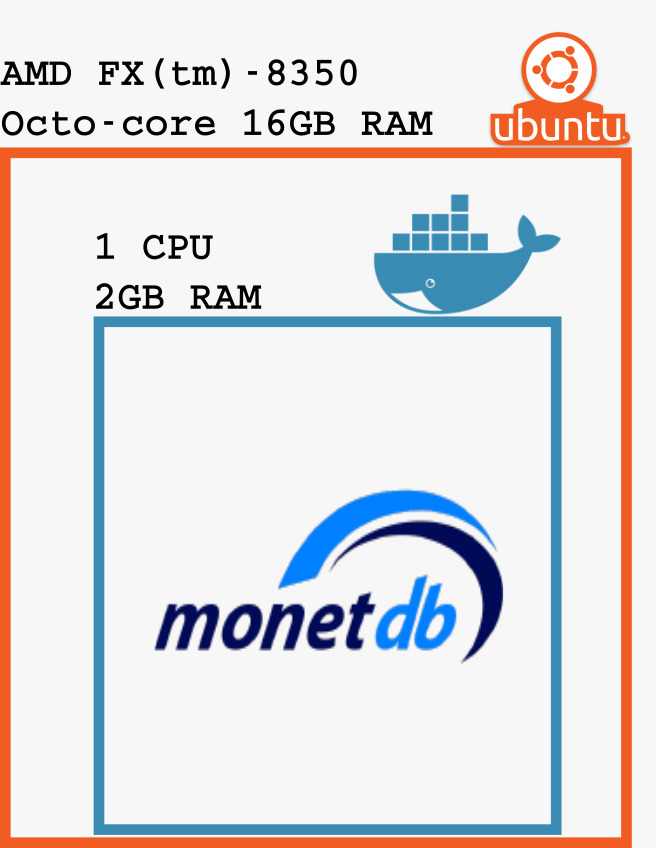 AMD FX(tm)-8350
Octo-core 16GB RAM
ubuntu
1 CPU
2GB RAM
monetdb